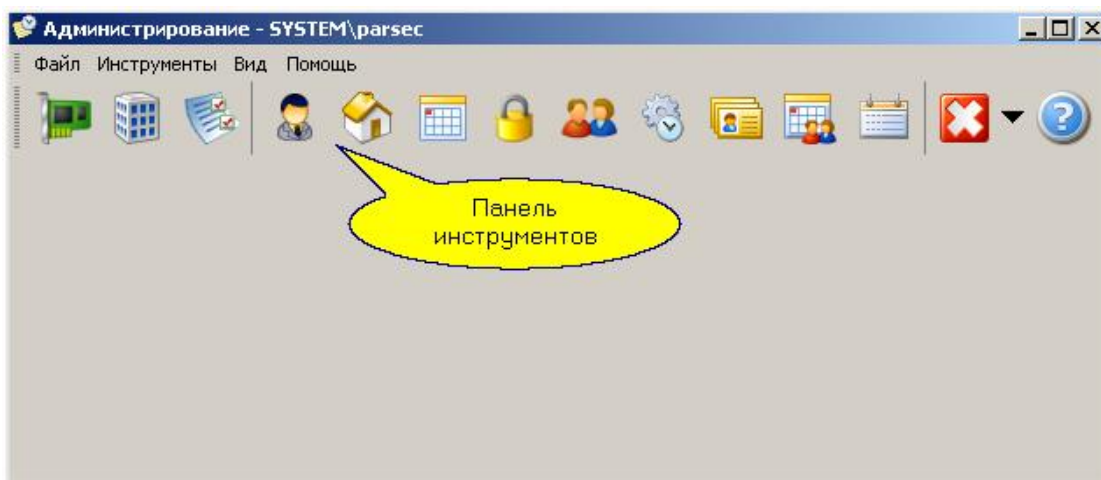 Администрирование - SYSTEM\parsec
Файл Инструменты Вид Помощь
Панель
инструментов